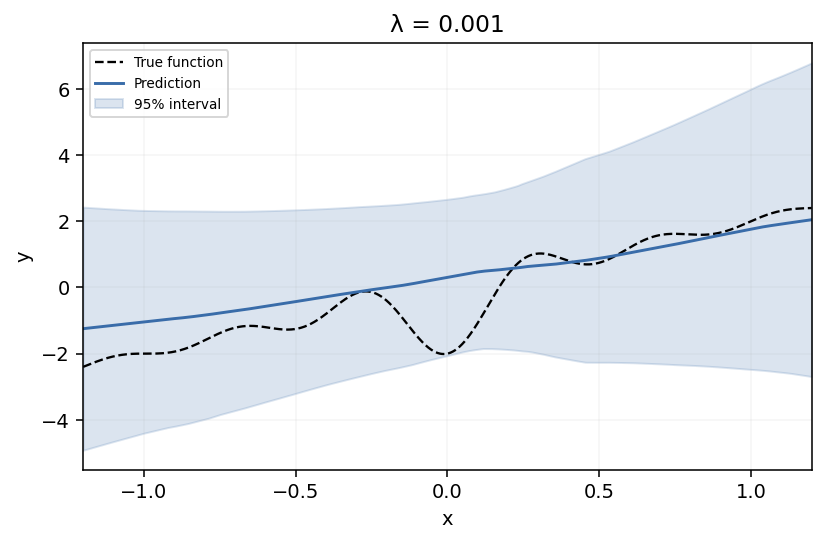 λ = 0.001
True function
Prediction
95% interval
6
4
2
0
−2
−4
y
−1.0
−0.5
0.0
0.5
1.0
x